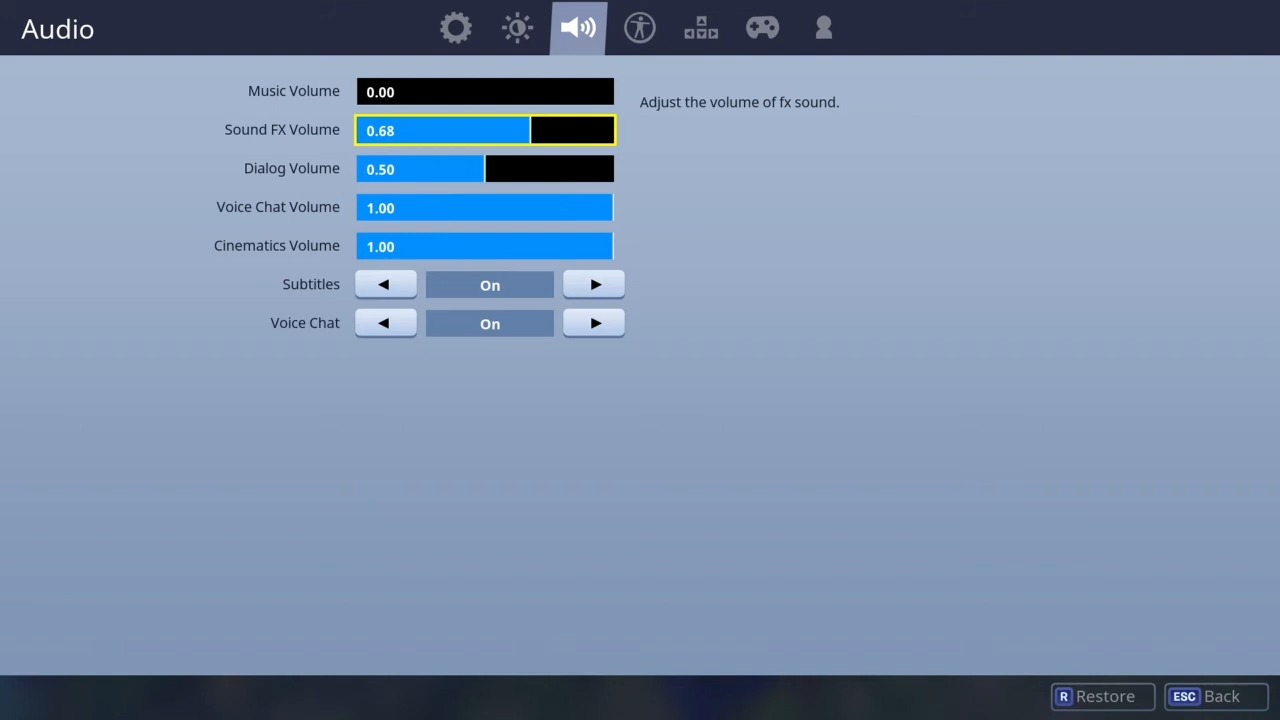 Audio
Music Volume 0.00
Adjust the volume of fx sound.
Sound FX Volume 0.68
Dialog Volume 0.50
Voice Chat Volume 1.00
Cinematics Volume 1.00
Subtitles On
Voice Chat On
R Restore ESC Back